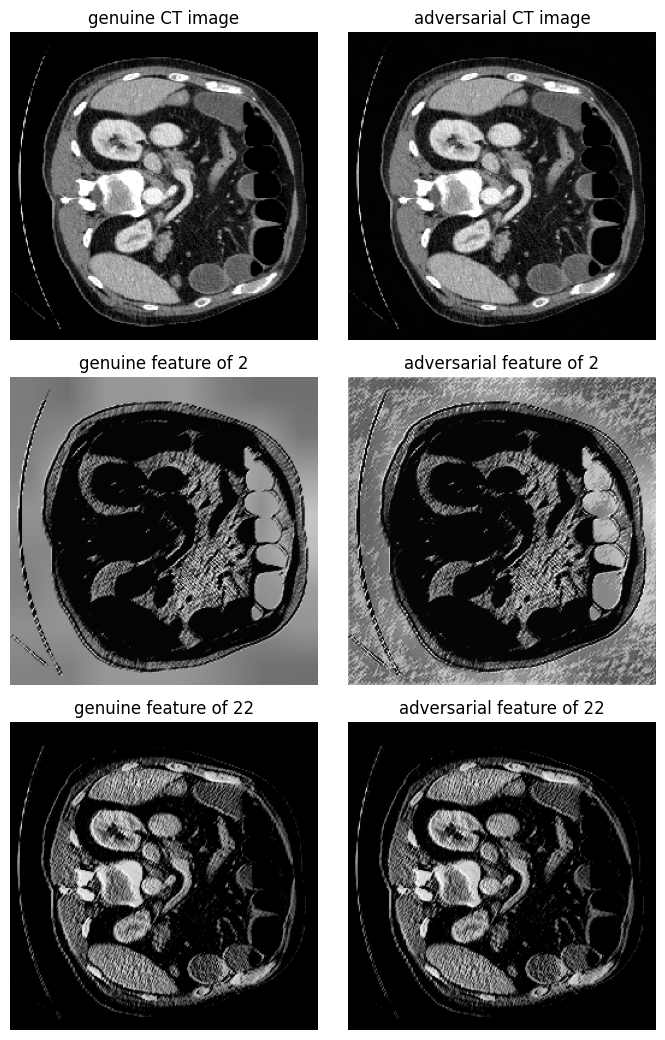 genuine CT image
adversarial CT image
genuine feature of 2
adversarial feature of 2
genuine feature of 22
adversarial feature of 22